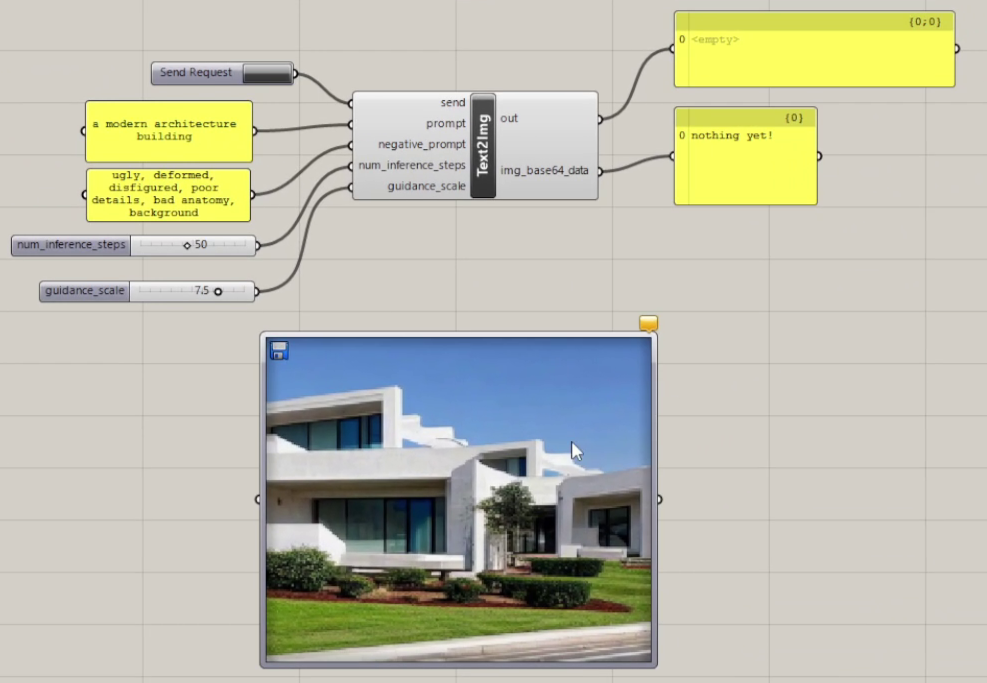 {0;0}
0 <empty>
Send Request
send
a modern architecture
building
prompt
out
negative_prompt
Text2Img
num_inference_steps
img_base64_data
guidance_scale
{0}
0 nothing yet!
ugly, deformed,
disfigured, poor
details, bad anatomy,
background
num_inference_steps 50
guidance_scale 7.5